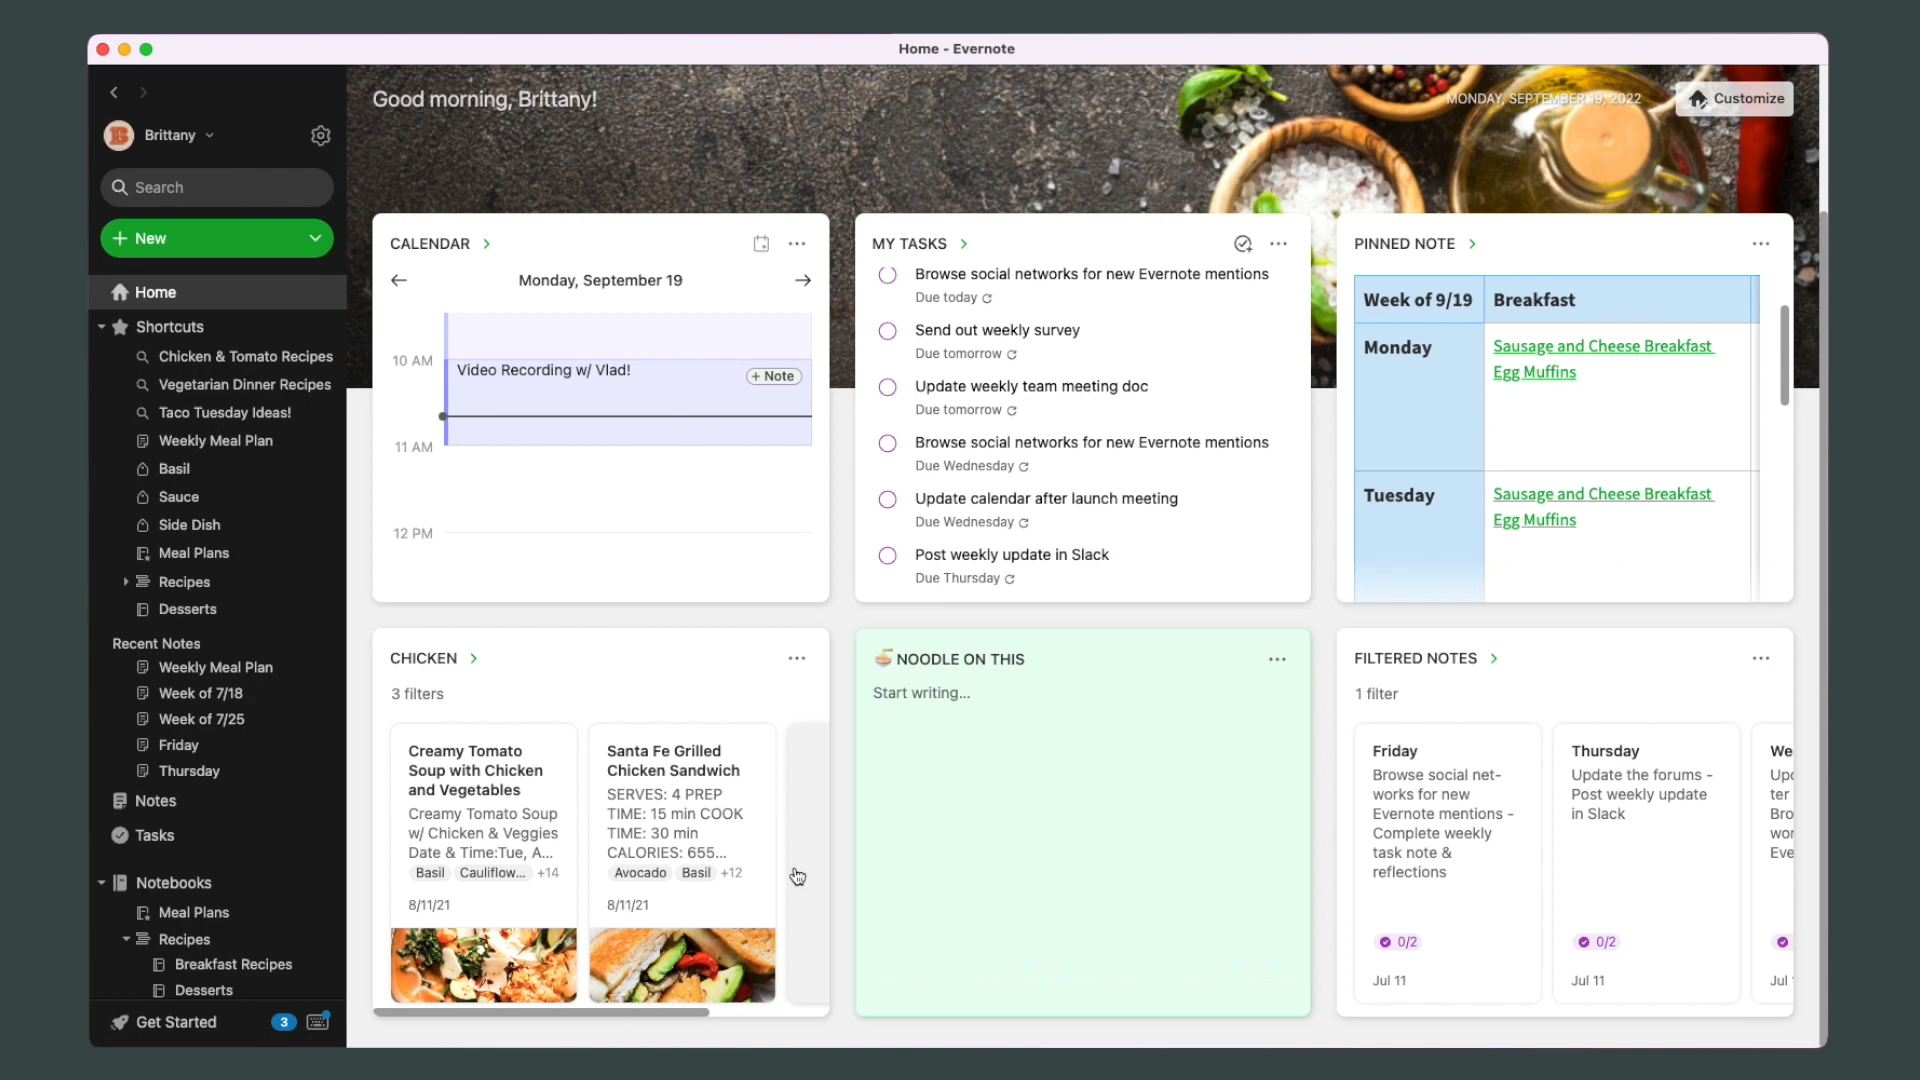 Home - Evernote
Brittany
Search
New
Home
Shortcuts
Chicken & Tomato Recipes
Vegetarian Dinner Recipes
Taco Tuesday Ideas!
Weekly Meal Plan
Basil
Sauce
Side Dish
Meal Plans
Recipes
Desserts
Recent Notes
Weekly Meal Plan
Week of 7/18
Week of 7/25
Friday
Thursday
Notes
Tasks
Notebooks
Meal Plans
Recipes
Breakfast Recipes
Desserts
Get Started
3
Good morning, Brittany!
MONDAY, SEPTEMBER 19, 2022
Customize
CALENDAR
Monday, September 19
10 AM
Video Recording w/ Vlad!
+ Note
11 AM
12 PM
MY TASKS
Browse social networks for new Evernote mentions
Due today
Send out weekly survey
Due tomorrow
Update weekly team meeting doc
Due tomorrow
Browse social networks for new Evernote mentions
Due Wednesday
Update calendar after launch meeting
Due Wednesday
Post weekly update in Slack
Due Thursday
PINNED NOTE
Week of 9/19
Breakfast
Monday
Sausage and Cheese Breakfast
Egg Muffins
Tuesday
Sausage and Cheese Breakfast
Egg Muffins
CHICKEN
3 filters
Creamy Tomato
Soup with Chicken
and Vegetables
Creamy Tomato Soup
w/ Chicken & Veggies
Date & Time:Tue, A...
Basil
Cauliflow...
+14
8/11/21
Santa Fe Grilled
Chicken Sandwich
SERVES: 4 PREP
TIME: 15 min COOK
TIME: 30 min
CALORIES: 655...
Avocado
Basil
+12
8/11/21
NOODLE ON THIS
Start writing...
FILTERED NOTES
1 filter
Friday
Browse social net-
works for new
Evernote mentions -
Complete weekly
task note &
reflections
0/2
Jul 11
Thursday
Update the forums -
Post weekly update
in Slack
0/2
Jul 11
We
ter
Bro
Eve
Jul